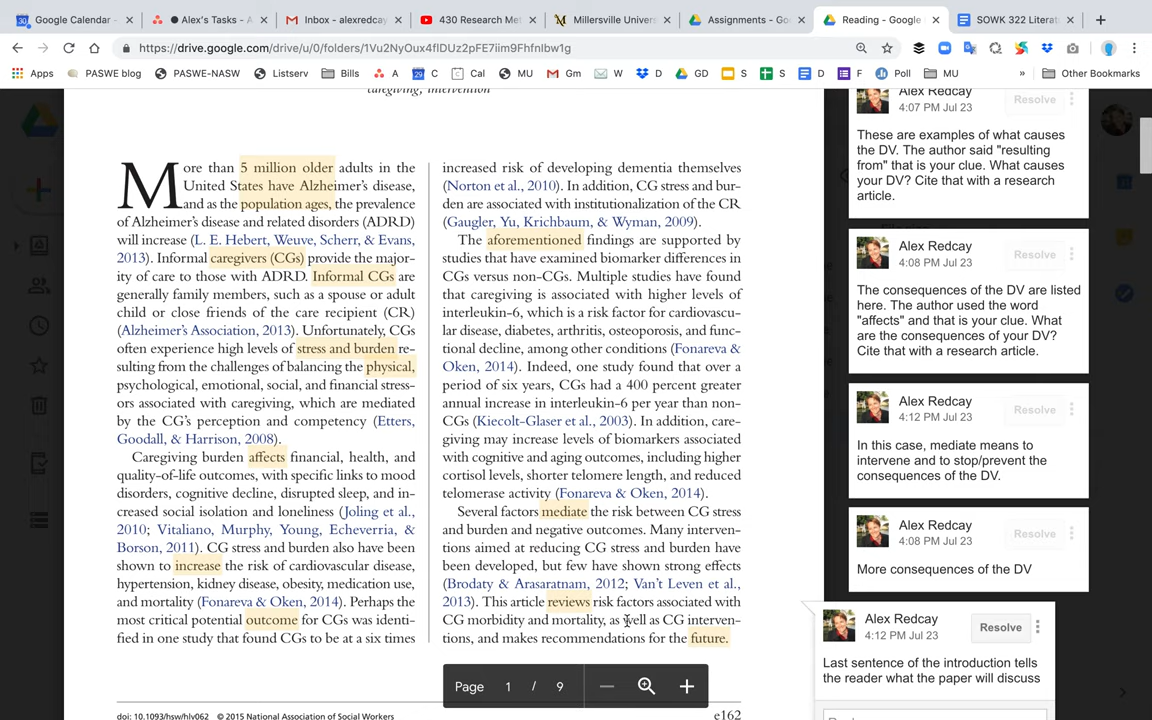 Google Calendar -
● Alex's Tasks - A
Inbox - alexredcay
430 Research Met
Millersville Univers
Assignments - Go
Reading - Google
SOWK 322 Literat
https://drive.google.com/drive/u/0/folders/1Vu2NyOux4flDUz2pFE7iim9Fhfnlbw1g
Apps
PASWE blog
PASWE-NASW
Listserv
Bills
A
C
Cal
MU
Gm
W
D
GD
S
S
D
F
Poll
MU
»
Other Bookmarks
caregiving; intervention
More than 5 million older adults in the
United States have Alzheimer's disease,
and as the population ages, the prevalence
of Alzheimer's disease and related disorders (ADRD)
will increase (L. E. Hebert, Weuve, Scherr, & Evans,
2013). Informal caregivers (CGs) provide the major-
ity of care to those with ADRD. Informal CGs are
generally family members, such as a spouse or adult
child or close friends of the care recipient (CR)
(Alzheimer's Association, 2013). Unfortunately, CGs
often experience high levels of stress and burden re-
sulting from the challenges of balancing the physical,
psychological, emotional, social, and financial stress-
ors associated with caregiving, which are mediated
by the CG's perception and competency (Etters,
Goodall, & Harrison, 2008).
Caregiving burden affects financial, health, and
quality-of-life outcomes, with specific links to mood
disorders, cognitive decline, disrupted sleep, and in-
creased social isolation and loneliness (Joling et al.,
2010; Vitaliano, Murphy, Young, Echeverria, &
Borson, 2011). CG stress and burden also have been
shown to increase the risk of cardiovascular disease,
hypertension, kidney disease, obesity, medication use,
and mortality (Fonareva & Oken, 2014). Perhaps the
most critical potential outcome for CGs was identi-
fied in one study that found CGs to be at a six times
increased risk of developing dementia themselves
(Norton et al., 2010). In addition, CG stress and bur-
den are associated with institutionalization of the CR
(Gaugler, Yu, Krichbaum, & Wyman, 2009).
The aforementioned findings are supported by
studies that have examined biomarker differences in
CGs versus non-CGs. Multiple studies have found
that caregiving is associated with higher levels of
interleukin-6, which is a risk factor for cardiovascu-
lar disease, diabetes, arthritis, osteoporosis, and func-
tional decline, among other conditions (Fonareva &
Oken, 2014). Indeed, one study found that over a
period of six years, CGs had a 400 percent greater
annual increase in interleukin-6 per year than non-
CGs (Kiecolt-Glaser et al., 2003). In addition, care-
giving may increase levels of biomarkers associated
with cognitive and aging outcomes, including higher
cortisol levels, shorter telomere length, and reduced
telomerase activity (Fonareva & Oken, 2014).
Several factors mediate the risk between CG stress
and burden and negative outcomes. Many interven-
tions aimed at reducing CG stress and burden have
been developed, but few have shown strong effects
(Brodaty & Arasaratnam, 2012; Van't Leven et al.,
2013). This article reviews risk factors associated with
CG morbidity and mortality, as well as CG interven-
tions, and makes recommendations for the future.
doi: 10.1093/hsw/hlv062 © 2015 National Association of Social Workers
e162
Page 1 / 9
Alex Redcay
4:07 PM Jul 23
Resolve
These are examples of what causes
the DV. The author said "resulting
from" that is your clue. What causes
your DV? Cite that with a research
article.
Alex Redcay
4:08 PM Jul 23
Resolve
The consequences of the DV are listed
here. The author used the word
"affects" and that is your clue. What
are the consequences of your DV?
Cite that with a research article.
Alex Redcay
4:12 PM Jul 23
Resolve
In this case, mediate means to
intervene and to stop/prevent the
consequences of the DV.
Alex Redcay
4:08 PM Jul 23
Resolve
More consequences of the DV
Alex Redcay
4:12 PM Jul 23
Resolve
Last sentence of the introduction tells
the reader what the paper will discuss